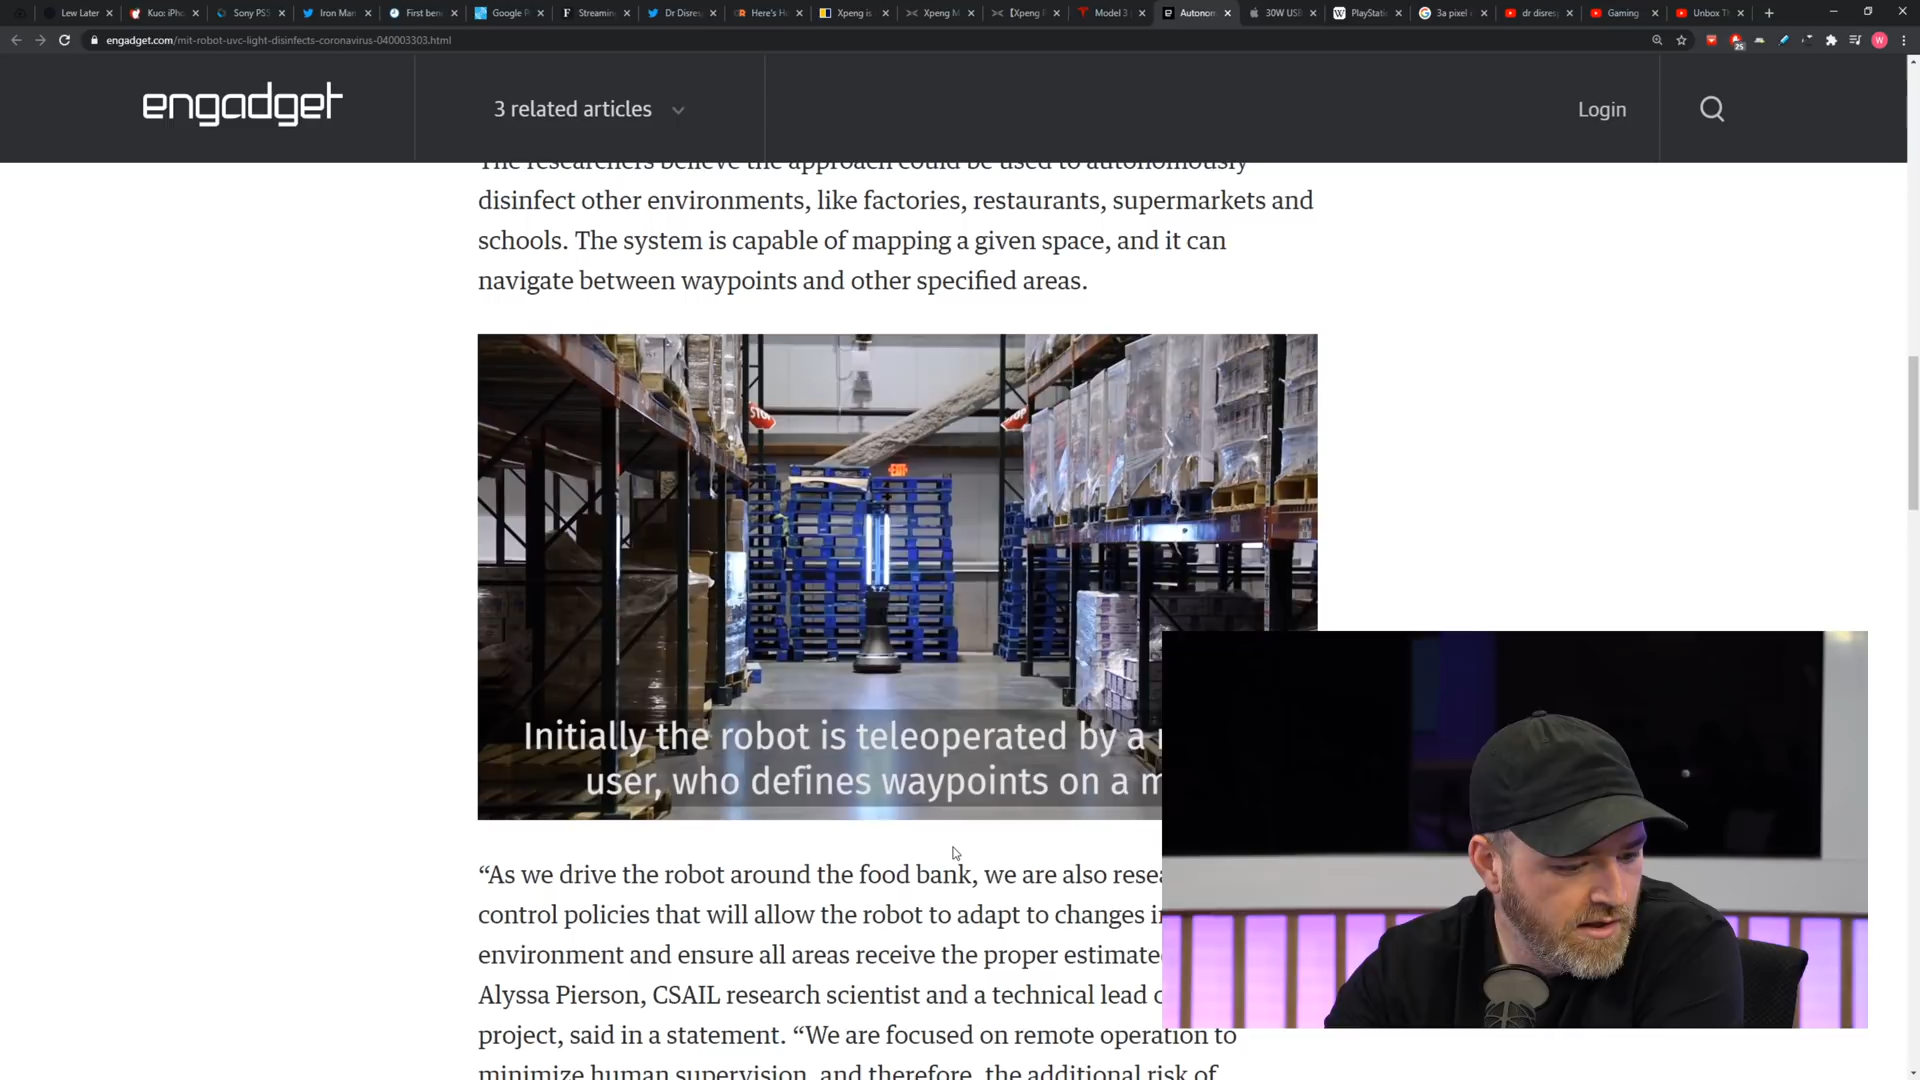 Lew Later
Kuo: iPh
Sony PS5
Iron Man
First ben
Google P
Streamin
Dr Disres
Here's H
Xpeng is
Xpeng M
【Xpeng
Model 3
Autonom
30W USB
PlayStati
3a pixel
dr disres
Gaming
Unbox T
engadget.com/mit-robot-uvc-light-disinfects-coronavirus-040003303.html
25
W
engadget
3 related articles
Login
The researchers believe the approach could be used to autonomously
disinfect other environments, like factories, restaurants, supermarkets and
schools. The system is capable of mapping a given space, and it can
navigate between waypoints and other specified areas.
STOP
EXIT
Initially the robot is teleoperated by a
user, who defines waypoints on a m
“As we drive the robot around the food bank, we are also resea
control policies that will allow the robot to adapt to changes i
environment and ensure all areas receive the proper estimate
Alyssa Pierson, CSAIL research scientist and a technical lead
project, said in a statement. “We are focused on remote operation to
minimize human supervision, and therefore, the additional risk of